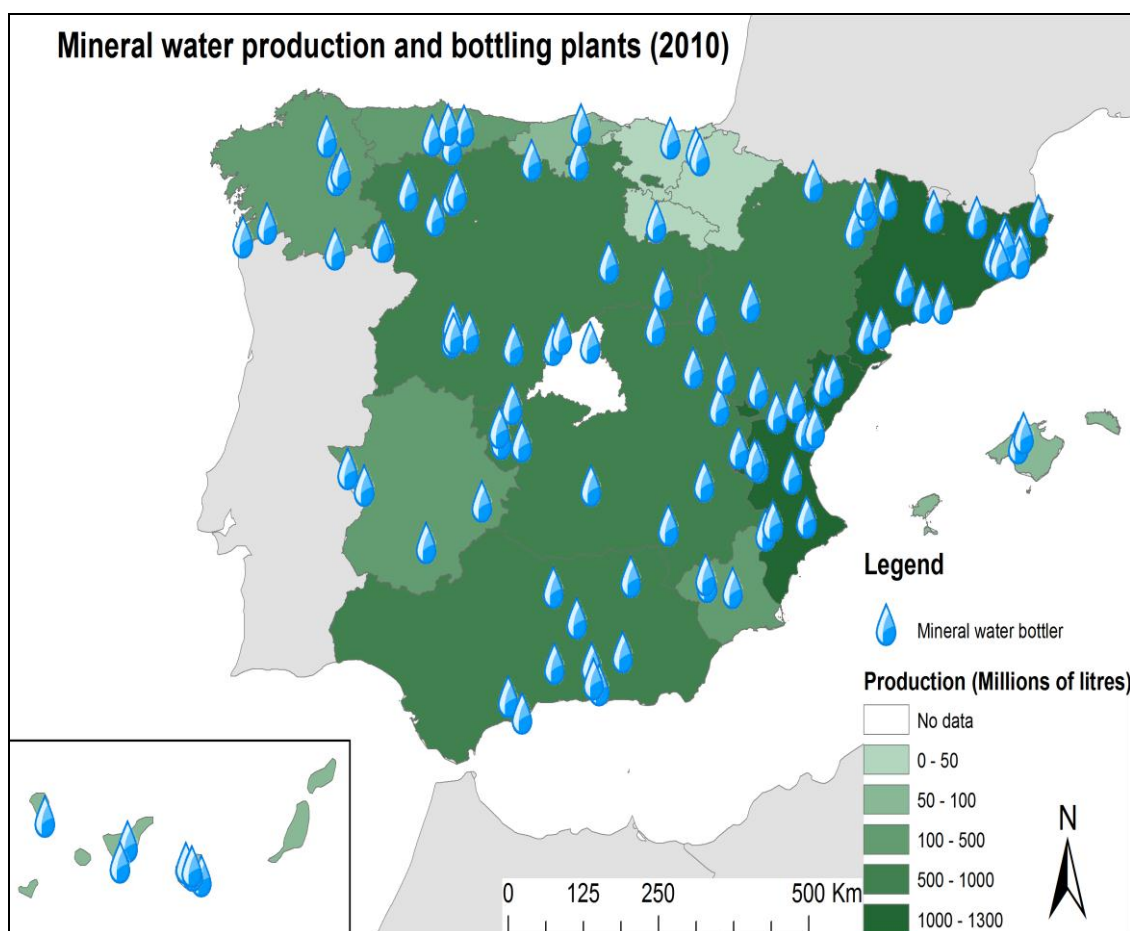 Mineral water production and bottling plants (2010)
Legend
Mineral water bottler
Production (Millions of litres)
No data
0 - 50
50 - 100
100 - 500
500 - 1000
1000 - 1300
N
0 125 250 500 Km